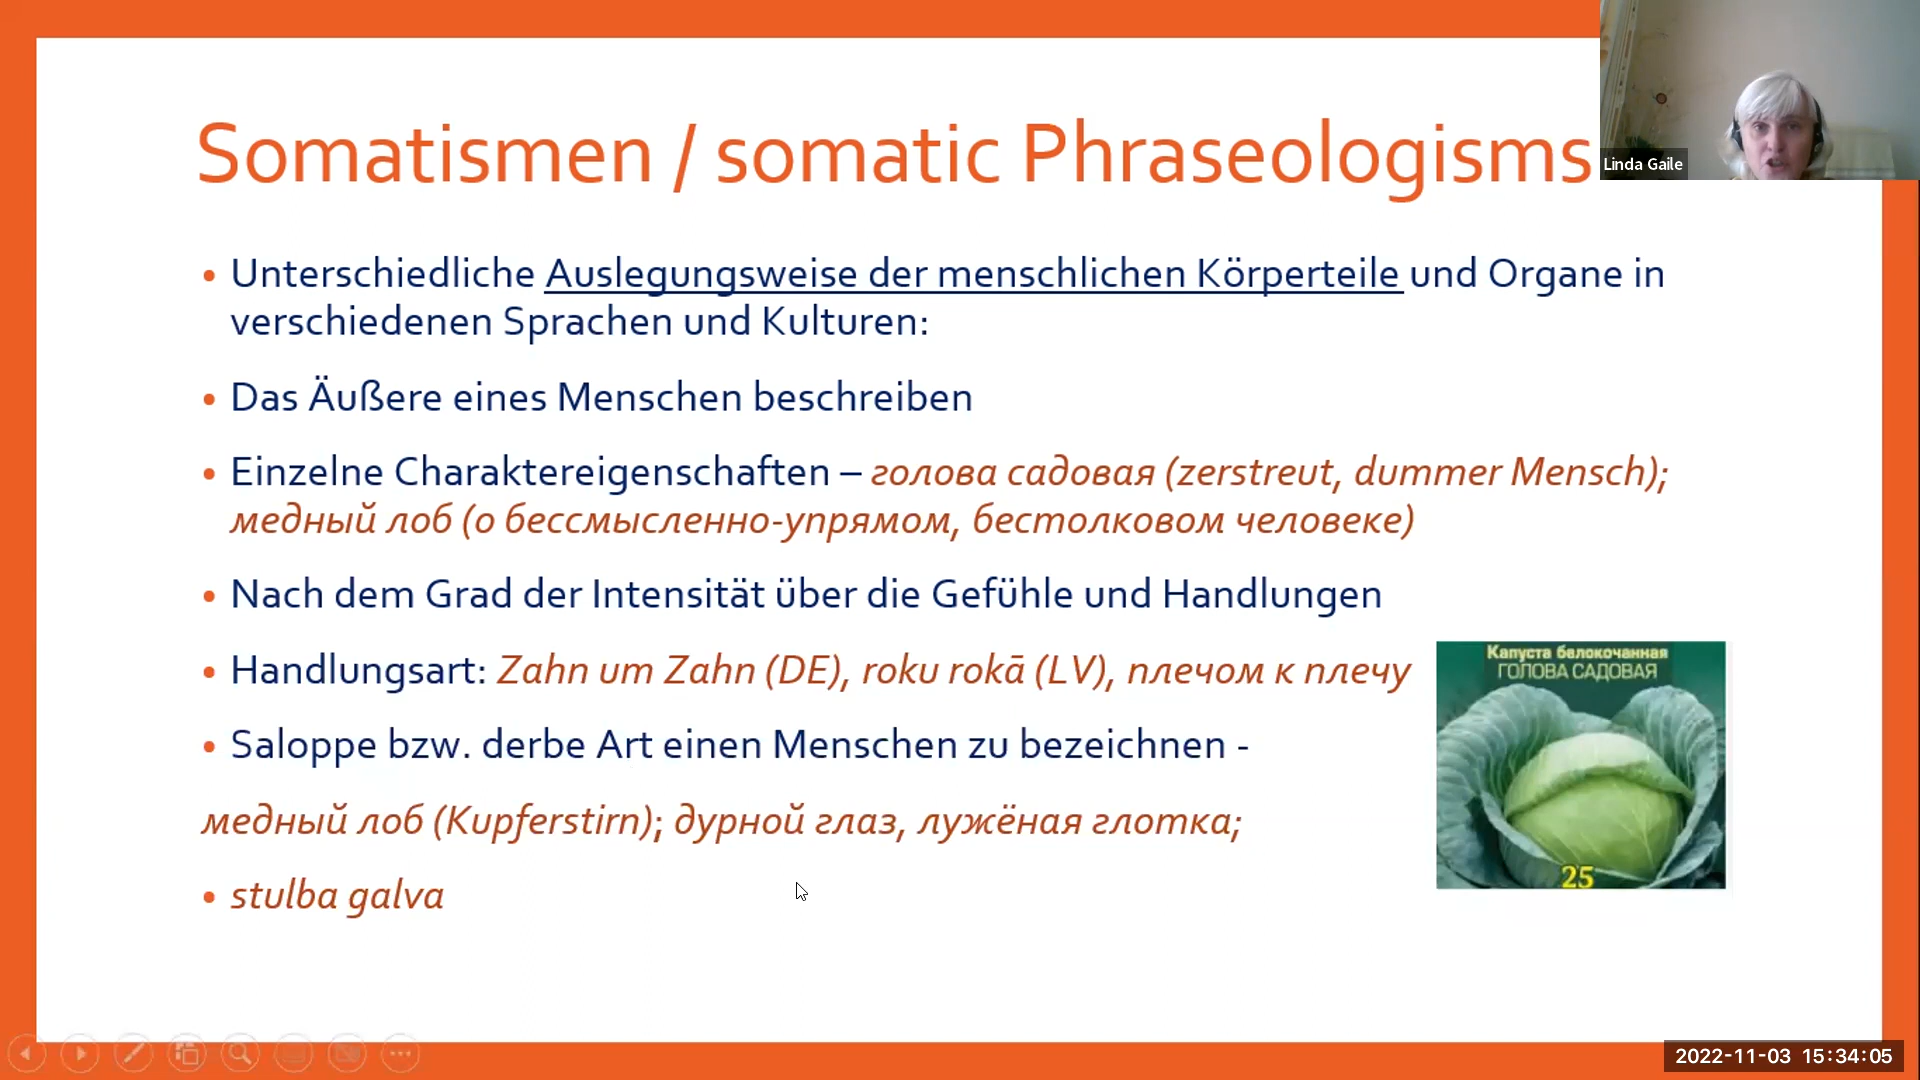 Somatismen / somatic Phraseologisms
Linda Gaile
• Unterschiedliche Auslegungsweise der menschlichen Körperteile und Organe in
verschiedenen Sprachen und Kulturen:
• Das Äußere eines Menschen beschreiben
• Einzelne Charaktereigenschaften – голова садовая (zerstreut, dummer Mensch);
медный лоб (о бессмысленно-упрямом, бестолковом человеке)
• Nach dem Grad der Intensität über die Gefühle und Handlungen
• Handlungsart: Zahn um Zahn (DE), roku rokā (LV), плечом к плечу
• Saloppe bzw. derbe Art einen Menschen zu bezeichnen -
медный лоб (Kupferstirn); дурной глаз, лужёная глотка;
• stulba galva
Капуста белокочанная
ГОЛОВА САДОВАЯ
25
2022-11-03 15:34:05